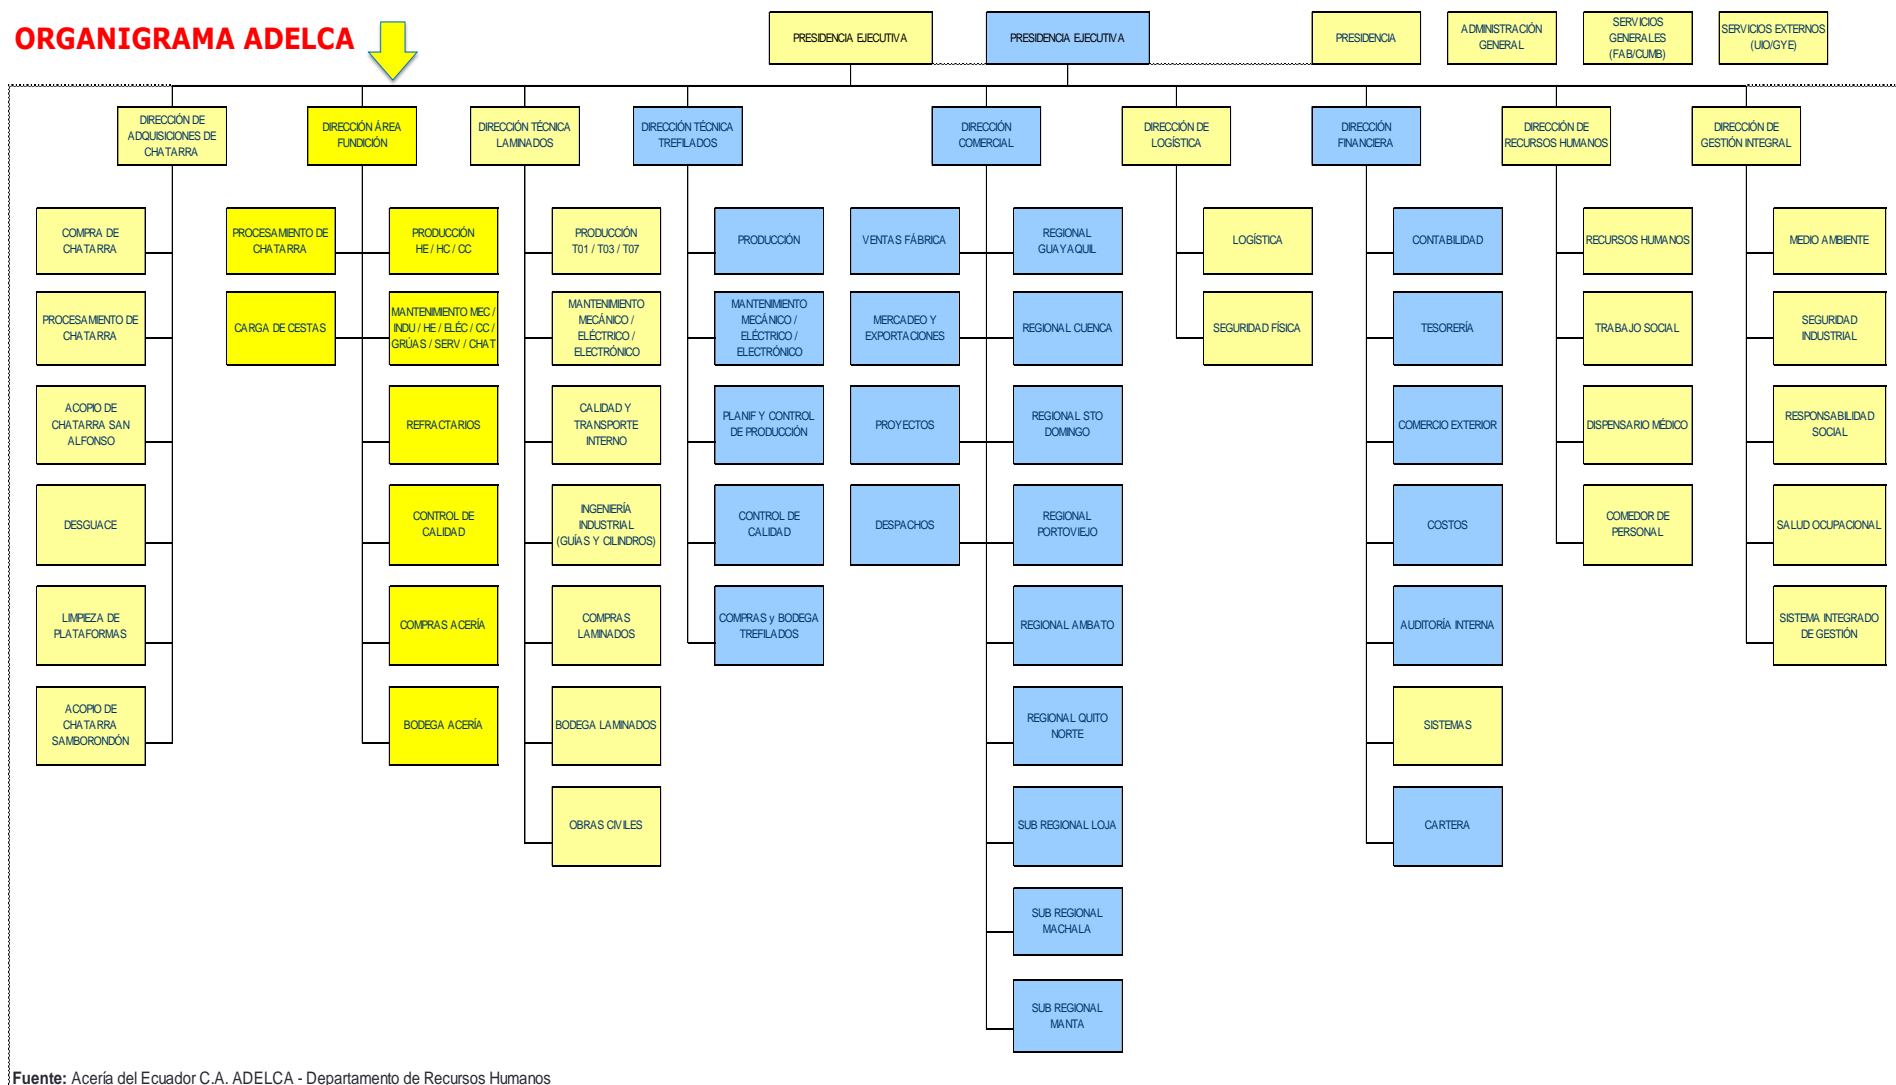 ORGANIGRAMA ADELCA
PRESIDENCIA EJECUTIVA
PRESIDENCIA EJECUTIVA
PRESIDENCIA
ADMINISTRACIÓN
GENERAL
SERVICIOS
GENERALES
(FAB/CUMB)
SERVICIOS EXTERNOS
(UIO/GYE)
DIRECCIÓN DE
ADQUISICIONES DE
CHATARRA
DIRECCIÓN ÁREA
FUNDICIÓN
DIRECCIÓN TÉCNICA
LAMINADOS
DIRECCIÓN TÉCNICA
TREFILADOS
DIRECCIÓN
COMERCIAL
DIRECCIÓN DE
LOGÍSTICA
DIRECCIÓN
FINANCIERA
DIRECCIÓN DE
RECURSOS HUMANOS
DIRECCIÓN DE
GESTIÓN INTEGRAL
COMPRA DE
CHATARRA
PROCESAMIENTO DE
CHATARRA
PRODUCCIÓN
HE / HC / CC
PRODUCCIÓN
T01 / T03 / T07
PRODUCCIÓN
VENTAS FÁBRICA
REGIONAL
GUAYAQUIL
LOGÍSTICA
CONTABILIDAD
RECURSOS HUMANOS
MEDIO AMBIENTE
PROCESAMIENTO DE
CHATARRA
CARGA DE CESTAS
MANTENIMIENTO MEC /
INDU / HE / ELÉC / CC /
GRÚAS / SERV / CHAT
MANTENIMIENTO
MECÁNICO /
ELÉCTRICO /
ELECTRÓNICO
MANTENIMIENTO
MECÁNICO /
ELÉCTRICO /
ELECTRÓNICO
MERCADEO Y
EXPORTACIONES
REGIONAL CUENCA
SEGURIDAD FÍSICA
TESORERÍA
TRABAJO SOCIAL
SEGURIDAD
INDUSTRIAL
ACOPIO DE
CHATARRA SAN
ALFONSO
REFRACTARIOS
CALIDAD Y
TRANSPORTE
INTERNO
PLANIF Y CONTROL
DE PRODUCCIÓN
PROYECTOS
REGIONAL STO
DOMINGO
COMERCIO EXTERIOR
DISPENSARIO MÉDICO
RESPONSABILIDAD
SOCIAL
DESGUACE
CONTROL DE
CALIDAD
INGENIERÍA
INDUSTRIAL
(GUÍAS Y CILINDROS)
CONTROL DE
CALIDAD
DESPACHOS
REGIONAL
PORTOVIEJO
COSTOS
COMEDOR DE
PERSONAL
SALUD OCUPACIONAL
LIMPIEZA DE
PLATAFORMAS
COMPRAS ACERÍA
COMPRAS
LAMINADOS
COMPRAS y BODEGA
TREFILADOS
REGIONAL AMBATO
AUDITORÍA INTERNA
SISTEMA INTEGRADO
DE GESTIÓN
ACOPIO DE
CHATARRA
SAMBORONDÓN
BODEGA ACERÍA
BODEGA LAMINADOS
REGIONAL QUITO
NORTE
SISTEMAS
OBRAS CIVILES
SUB REGIONAL LOJA
CARTERA
SUB REGIONAL
MACHALA
SUB REGIONAL
MANTA
Fuente: Acería del Ecuador C.A. ADELCA - Departamento de Recursos Humanos